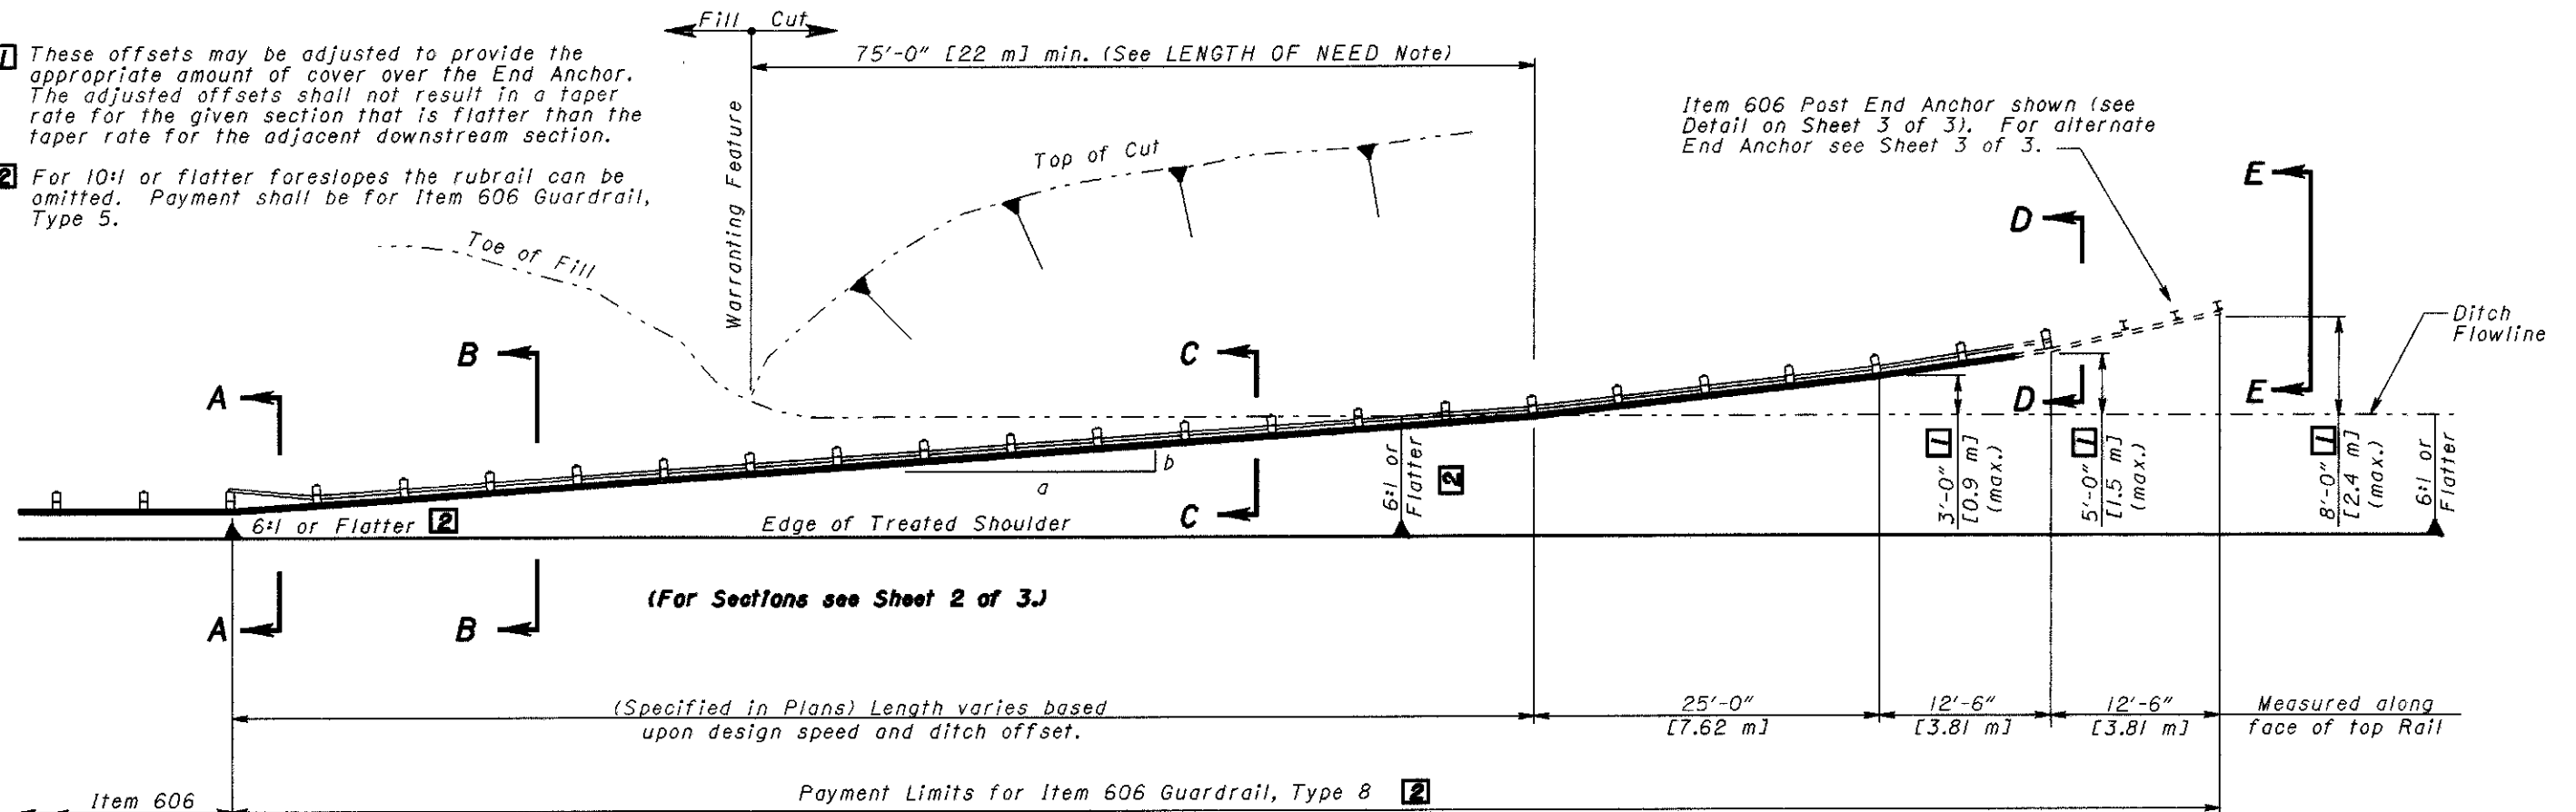 1 These offsets may be adjusted to provide the
appropriate amount of cover over the End Anchor.
The adjusted offsets shall not result in a taper
rate for the given section that is flatter than the
taper rate for the adjacent downstream section.
2 For 10:1 or flatter foreslopes the rubrail can be
omitted. Payment shall be for Item 606 Guardrail,
Type 5.
Fill Cut
75'-0" [22 m] min. (See LENGTH OF NEED Note)
Warranting Feature
Toe of Fill
Top of Cut
Item 606 Post End Anchor shown (see
Detail on Sheet 3 of 3). For alternate
End Anchor see Sheet 3 of 3.
E
D
Ditch
Flowline
A
B
C
D
E
b
a
6:1 or Flatter 2
Edge of Treated Shoulder
C
6:1 or
Flatter
2
3'-0" 1
[0.9 m]
(max.)
5'-0" 1
[1.5 m]
(max.)
8'-0" 1
[2.4 m]
(max.)
6:1 or
Flatter
(For Sections see Sheet 2 of 3.)
A
B
(Specified in Plans) Length varies based
upon design speed and ditch offset.
25'-0"
[7.62 m]
12'-6"
[3.81 m]
12'-6"
[3.81 m]
Measured along
face of top Rail
Item 606
Payment Limits for Item 606 Guardrail, Type 8 2